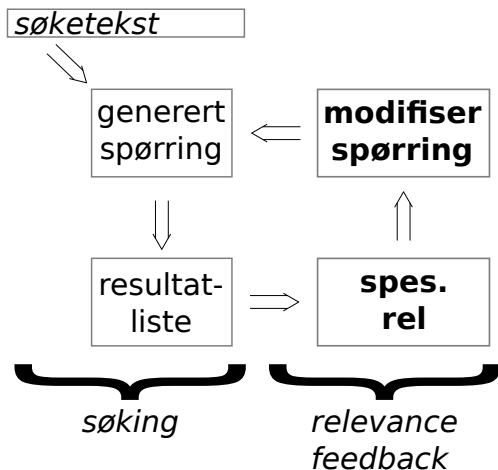 søketekst
generert
spørring
modifiser
spørring
resultat-
liste
spes.
rel
søking
relevance
feedback